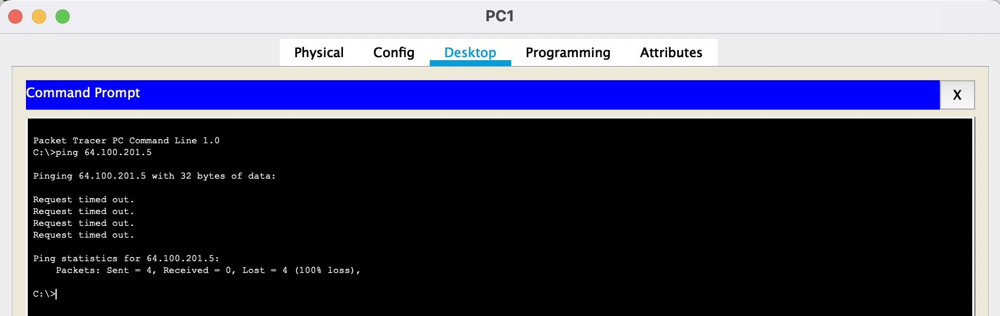 PC1
Physical Config Desktop Programming Attributes
Command Prompt X
Packet Tracer PC Command Line 1.0
C:\>ping 64.100.201.5
Pinging 64.100.201.5 with 32 bytes of data:
Request timed out.
Request timed out.
Request timed out.
Request timed out.
Ping statistics for 64.100.201.5:
    Packets: Sent = 4, Received = 0, Lost = 4 (100% loss),
C:\>